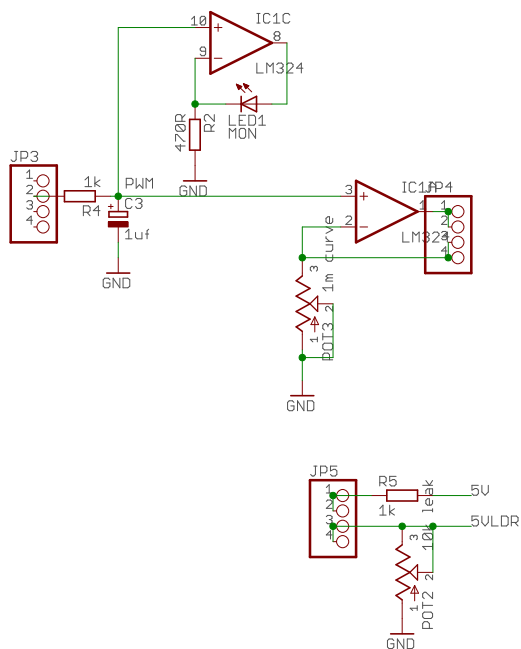 IC1C
10
+
8
9
-
LM324
LED1
MON
470R
R2
GND
JP3
1
2
3
4
1k
R4
PWM
+
C3
1uf
GND
3
+
2
-
IC1A
1
LM324
JP4
1
2
3
4
3
1m curve
2
1
POT3
GND
JP5
1
2
3
4
R5
1k
5V
5VLDR
3
10k leak
2
1
POT2
GND